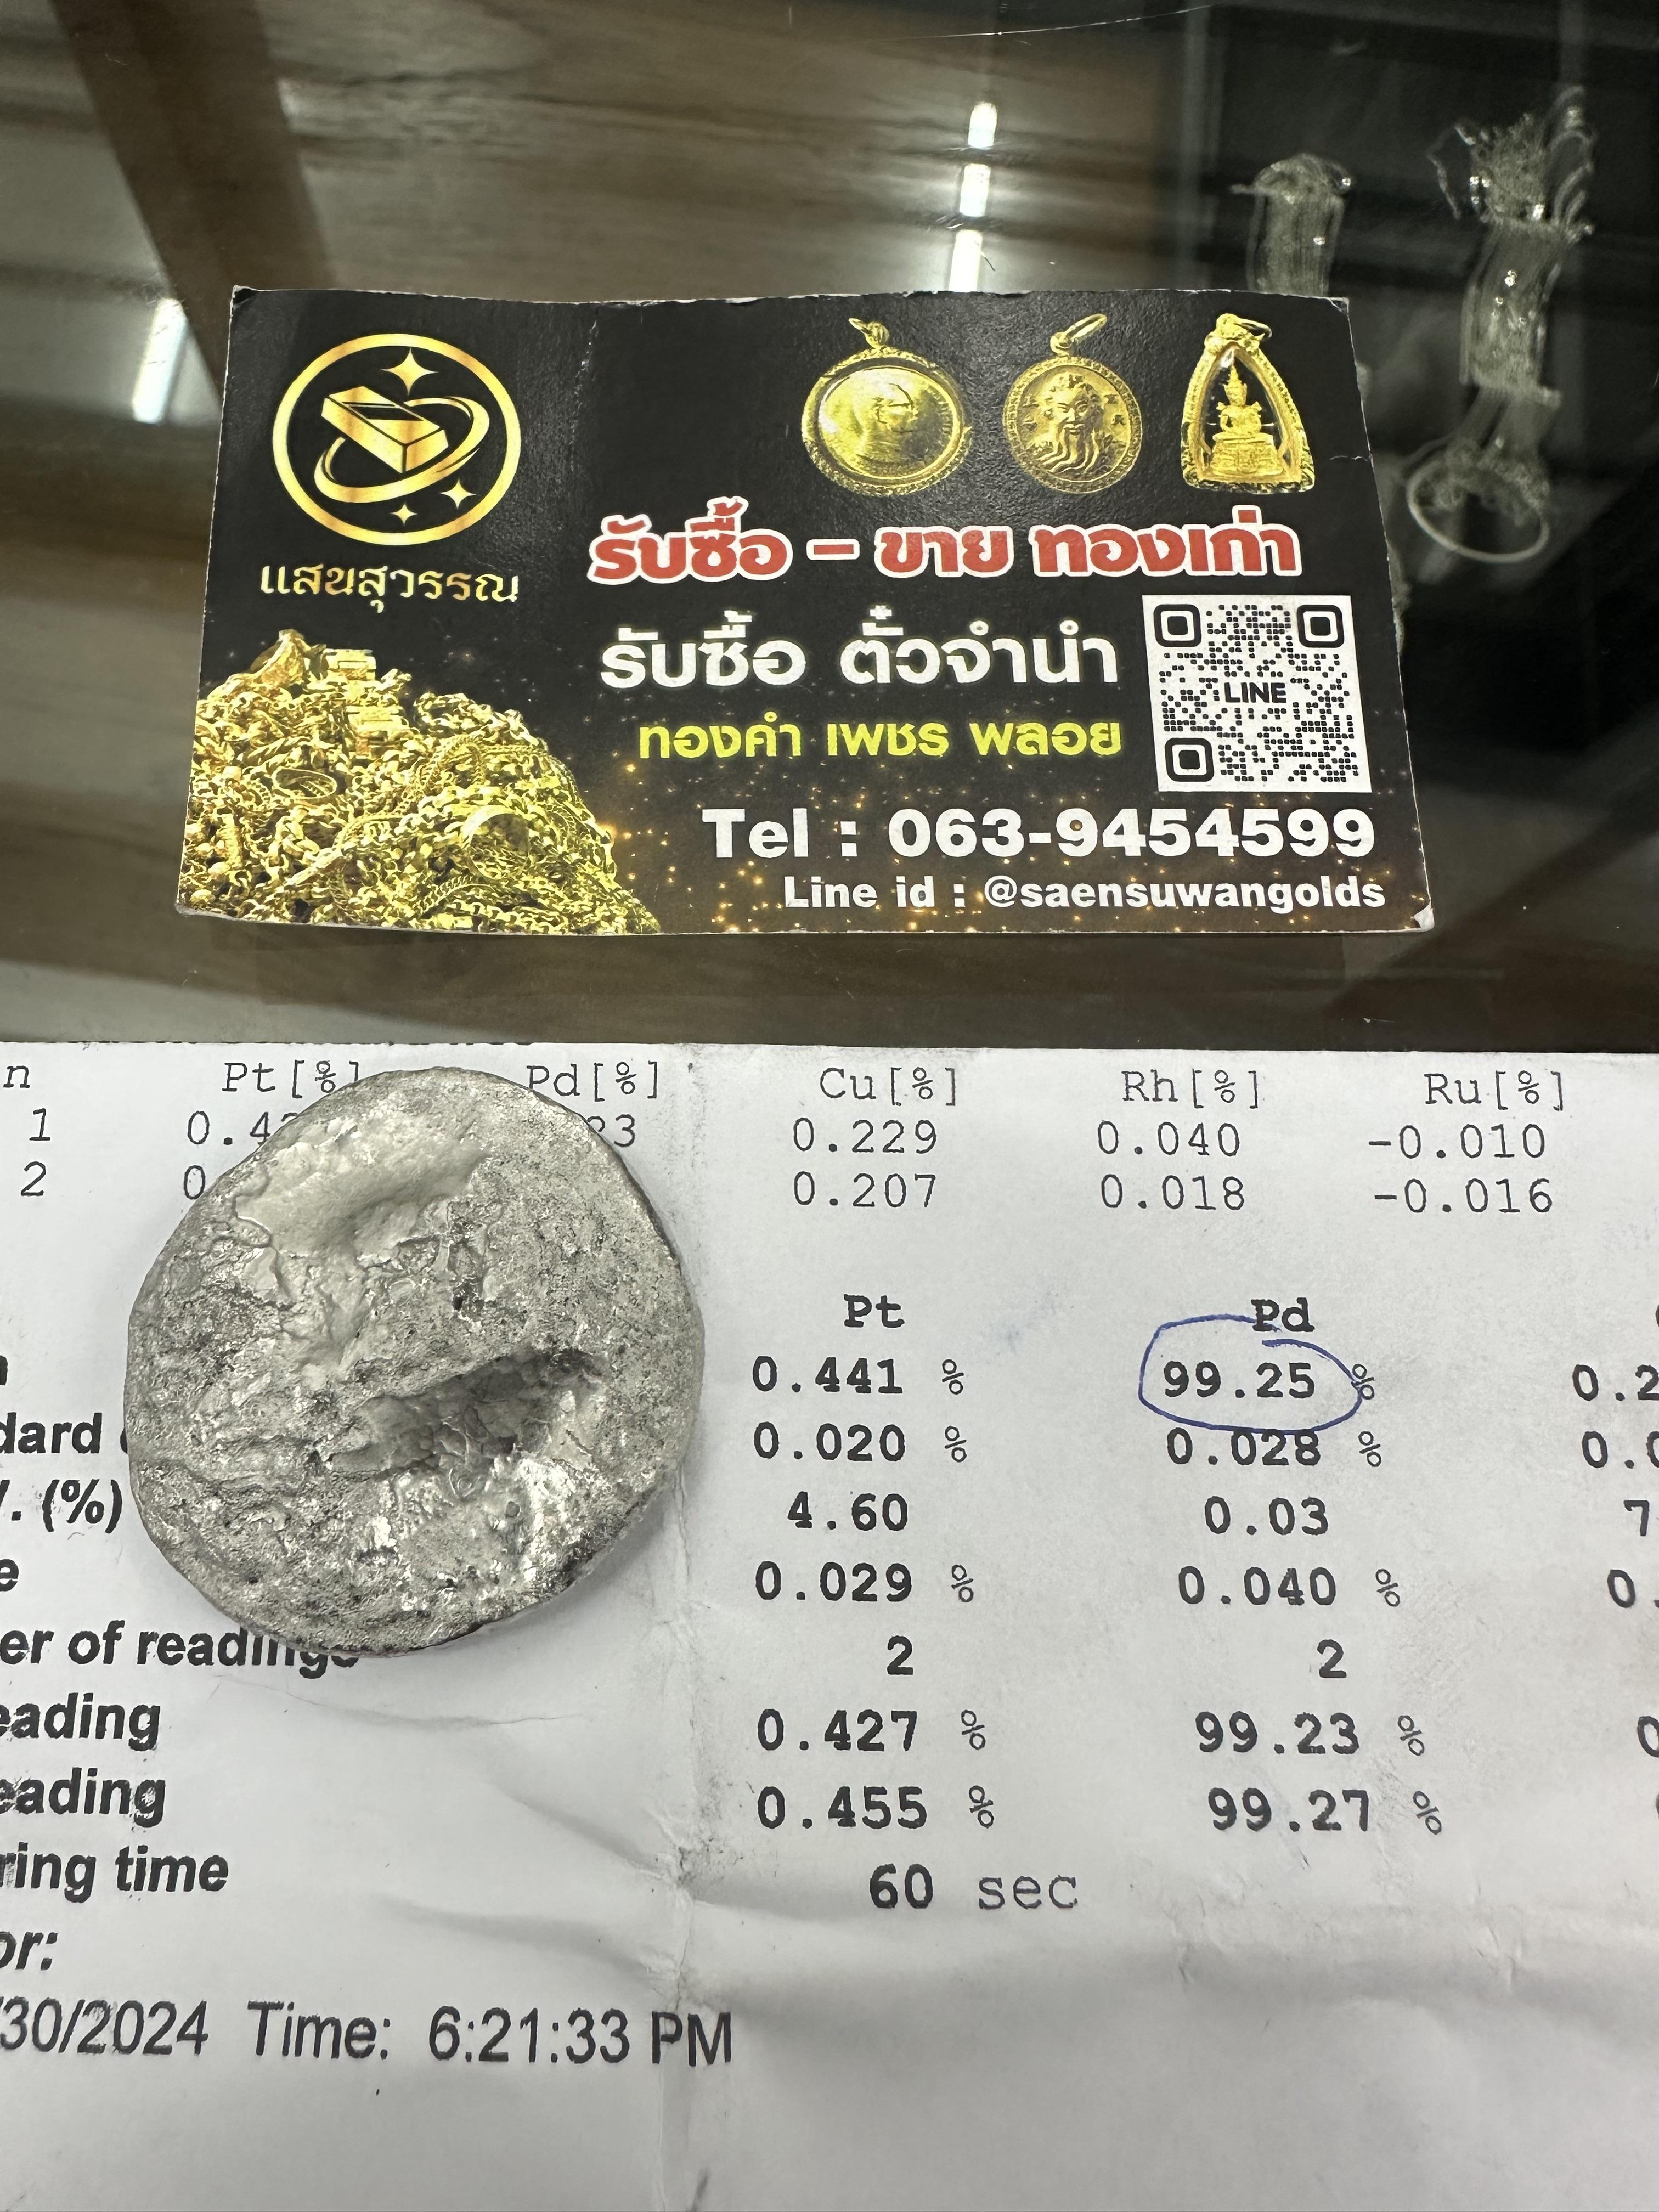 แสนสุวรรณ
รับซื้อ - ขาย ทองเก่า
รับซื้อ ตั๋วจำนำ
LINE
ทองคำ เพชร พลอย
Tel : 063-9454599
Line id : @saensuwangolds
n Pt[%] Pd[%] Cu[%] Rh[%] Ru[%]
1 0.229 0.040 -0.010
2 0.207 0.018 -0.016
Pt Pd
0.441 % 99.25 %
0.020 % 0.028 %
(%) 4.60 0.03
0.029 % 0.040 %
er of readings 2 2
eading 0.427 % 99.23 %
eading 0.455 % 99.27 %
ring time 60 sec
or:
/30/2024 Time: 6:21:33 PM